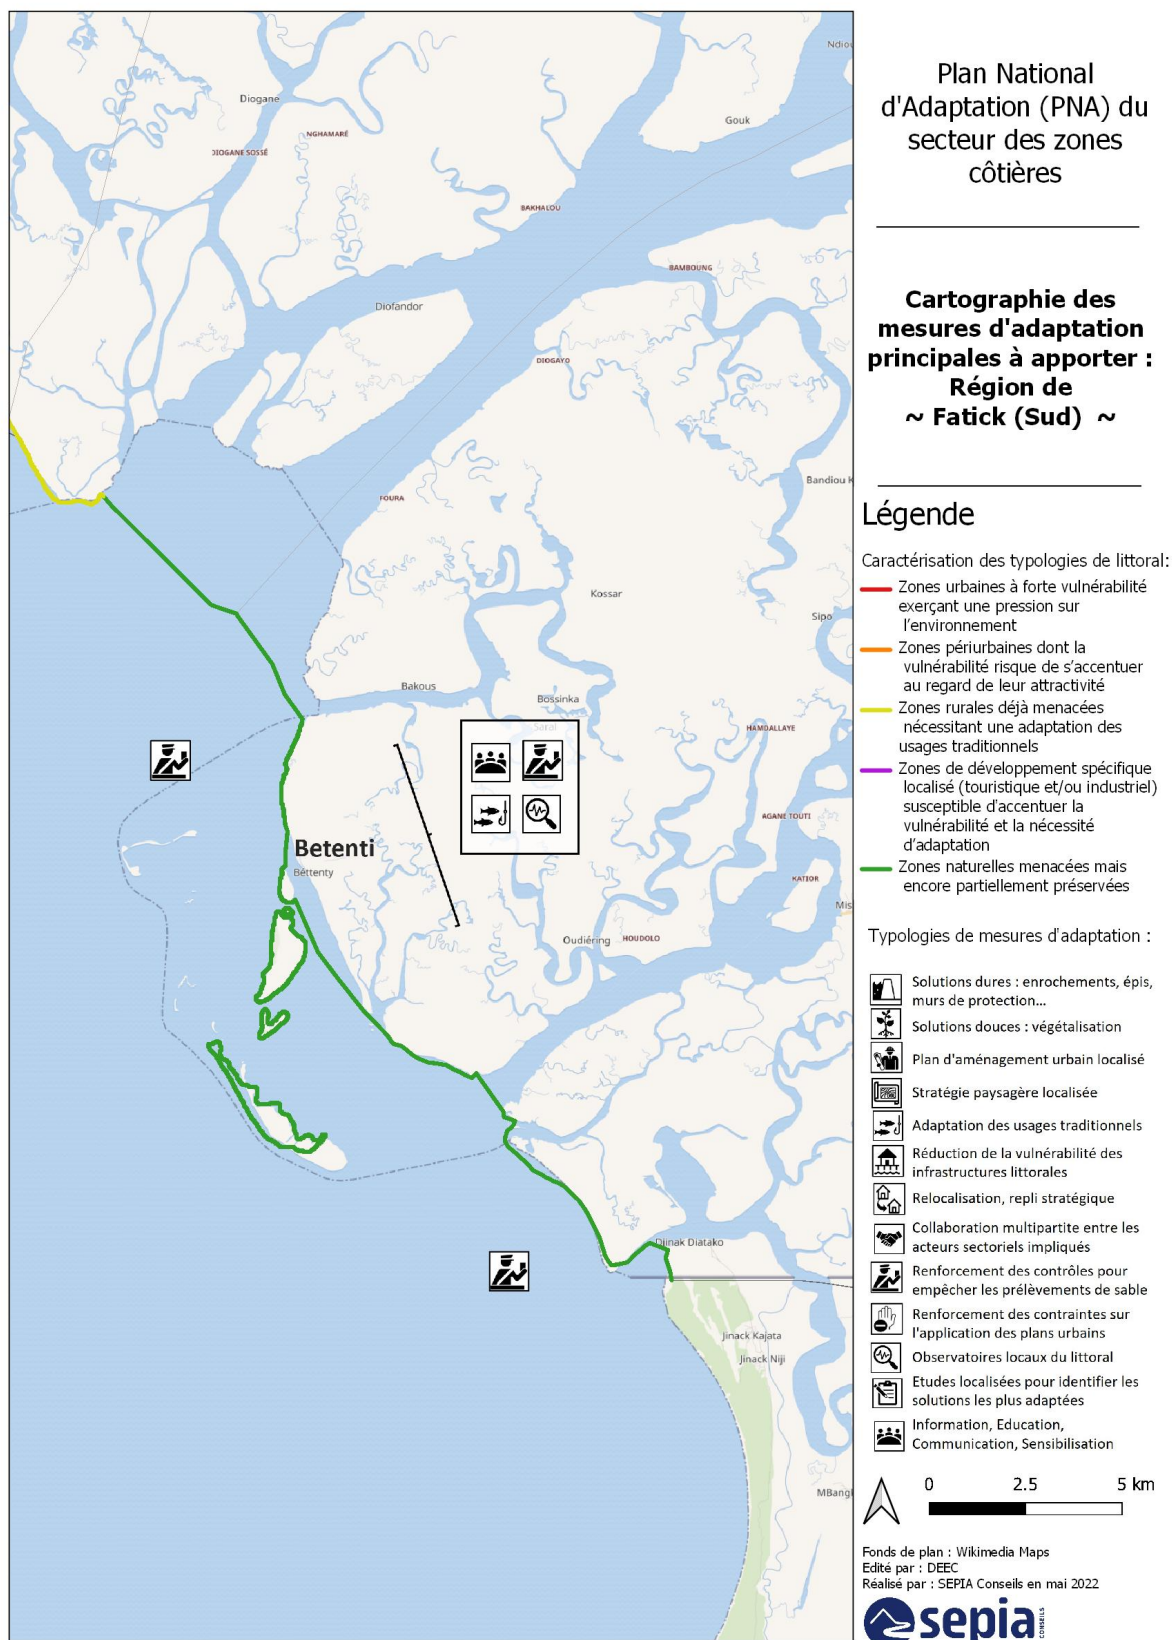 Diogane
NGHAMARÉ
DIOGANE SOSSÉ
Gouk
BAKHALOU
BAMBOUNG
Diofandor
DIOGAYO
FOURA
Kossar
Sipo
Bakous
Bossinka
Saral
HAMDALLAYE
AGANE TOUTI
Betenti
Béttenty
KATIOR
Oudiéring
HOUDOLO
Djinak Diatako
Jinack Kajata
Jinack Niji
Plan National
d'Adaptation (PNA) du
secteur des zones
côtières
Cartographie des
mesures d'adaptation
principales à apporter :
Région de
~ Fatick (Sud) ~
Légende
Caractérisation des typologies de littoral:
Zones urbaines à forte vulnérabilité
exerçant une pression sur
l'environnement
Zones périurbaines dont la
vulnérabilité risque de s'accentuer
au regard de leur attractivité
Zones rurales déjà menacées
nécessitant une adaptation des
usages traditionnels
Zones de développement spécifique
localisé (touristique et/ou industriel)
susceptible d'accentuer la
vulnérabilité et la nécessité
d'adaptation
Zones naturelles menacées mais
encore partiellement préservées
Typologies de mesures d'adaptation :
Solutions dures : enrochements, épis,
murs de protection...
Solutions douces : végétalisation
Plan d'aménagement urbain localisé
Stratégie paysagère localisée
Adaptation des usages traditionnels
Réduction de la vulnérabilité des
infrastructures littorales
Relocalisation, repli stratégique
Collaboration multipartite entre les
acteurs sectoriels impliqués
Renforcement des contrôles pour
empêcher les prélèvements de sable
Renforcement des contraintes sur
l'application des plans urbains
Observatoires locaux du littoral
Etudes localisées pour identifier les
solutions les plus adaptées
Information, Education,
Communication, Sensibilisation
0 2.5 5 km
Fonds de plan : Wikimedia Maps
Edité par : DEEC
Réalisé par : SEPIA Conseils en mai 2022
sepia
CONSEILS